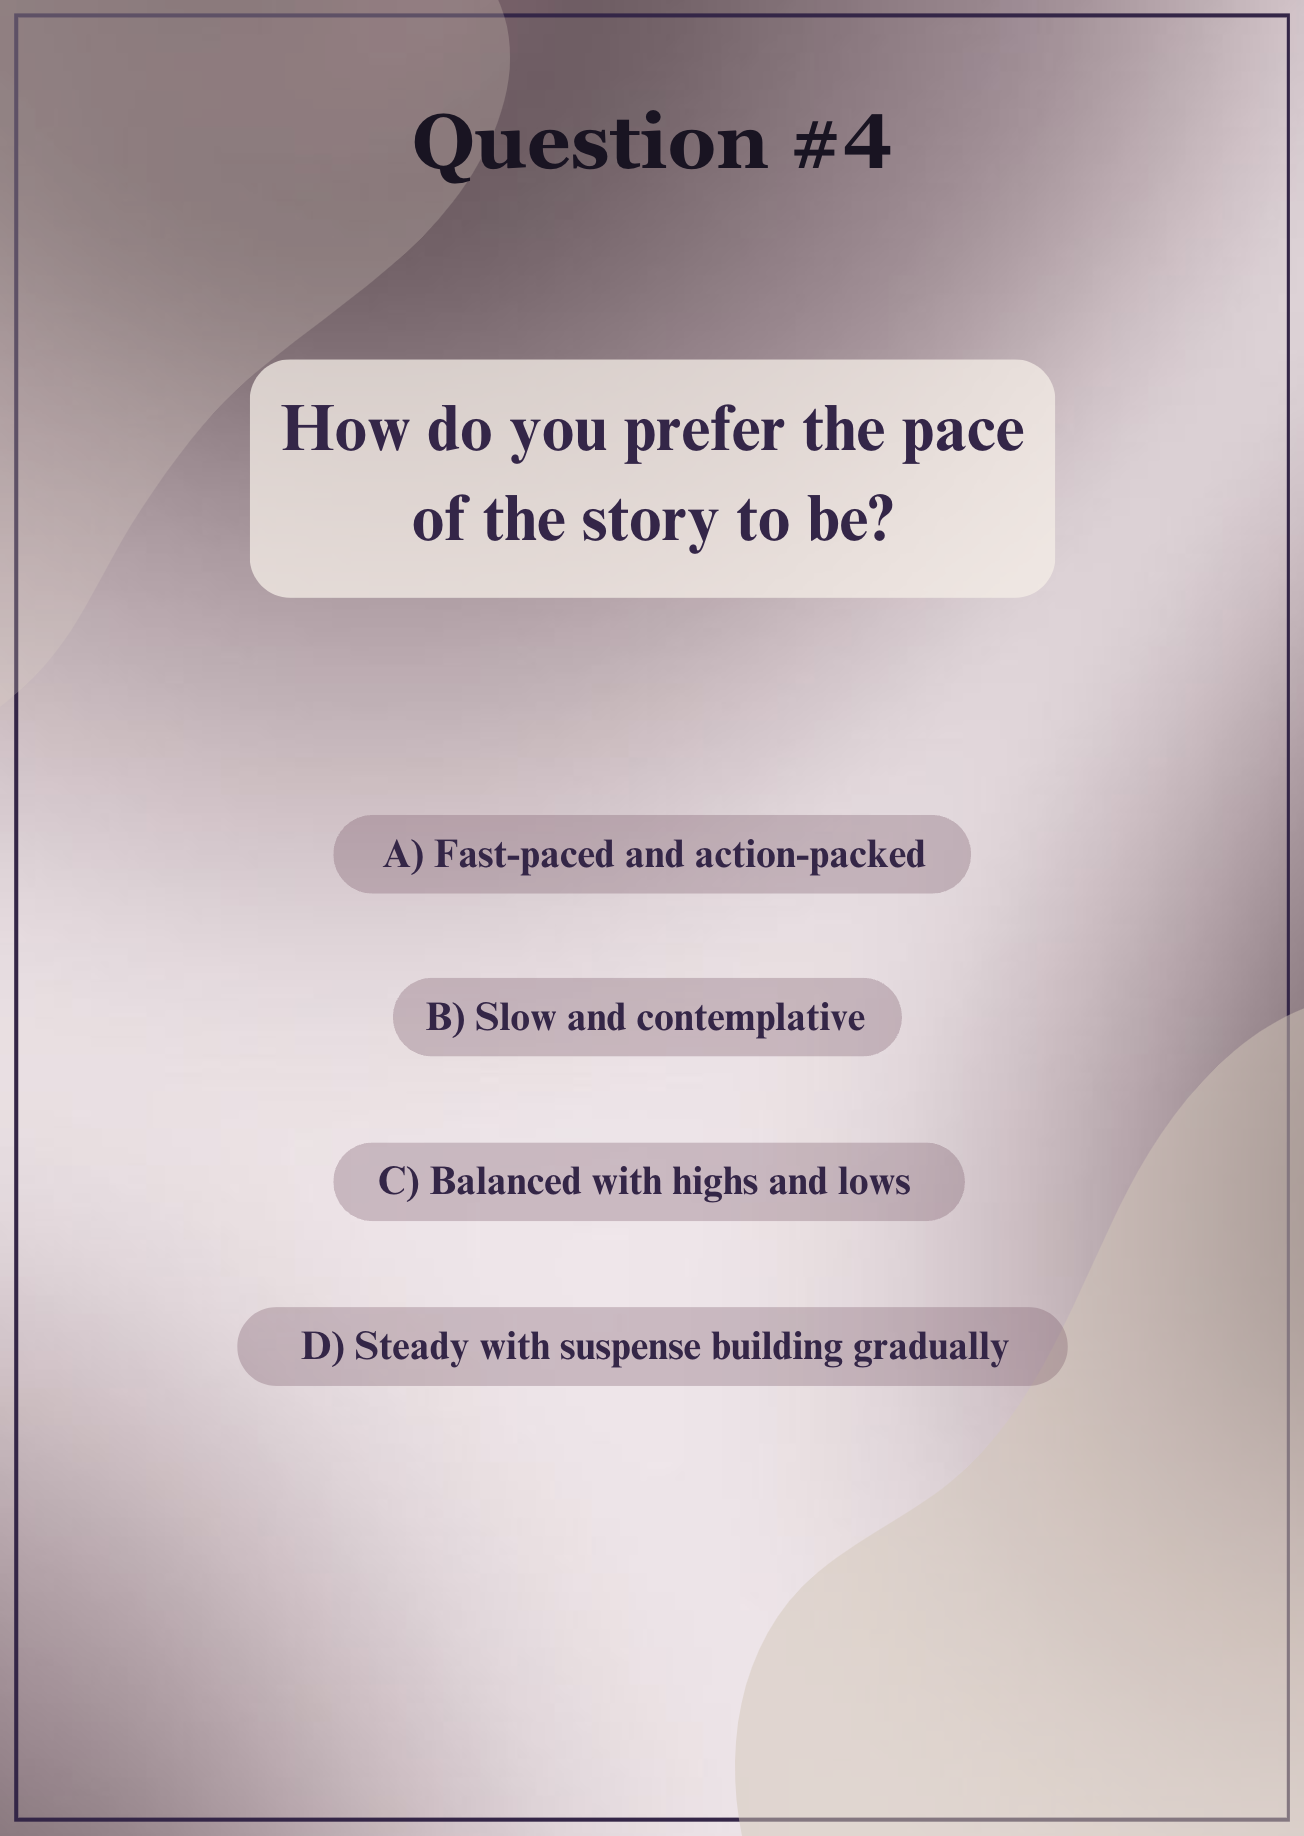 Question #4
How do you prefer the pace
of the story to be?
A) Fast-paced and action-packed
B) Slow and contemplative
C) Balanced with highs and lows
D) Steady with suspense building gradually